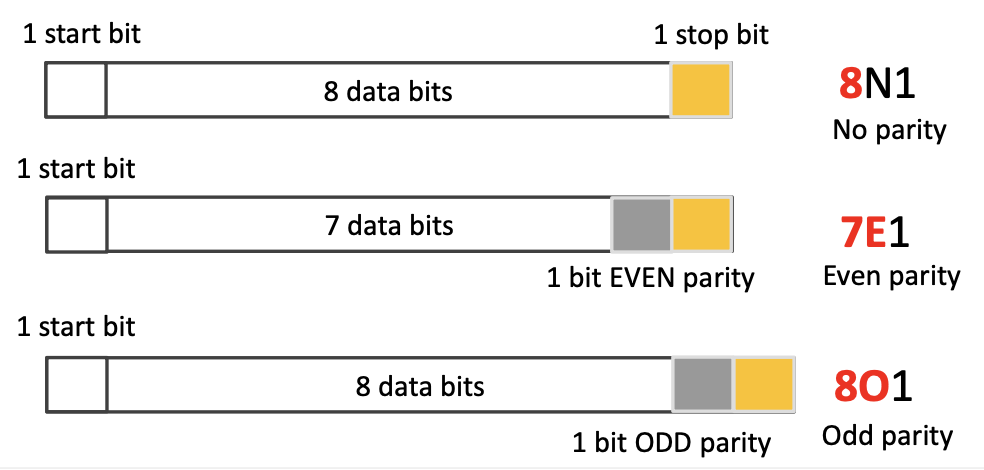 1 start bit
1 stop bit
8 data bits
8N1
No parity
1 start bit
7 data bits
7E1
1 bit EVEN parity
Even parity
1 start bit
8 data bits
8O1
1 bit ODD parity
Odd parity